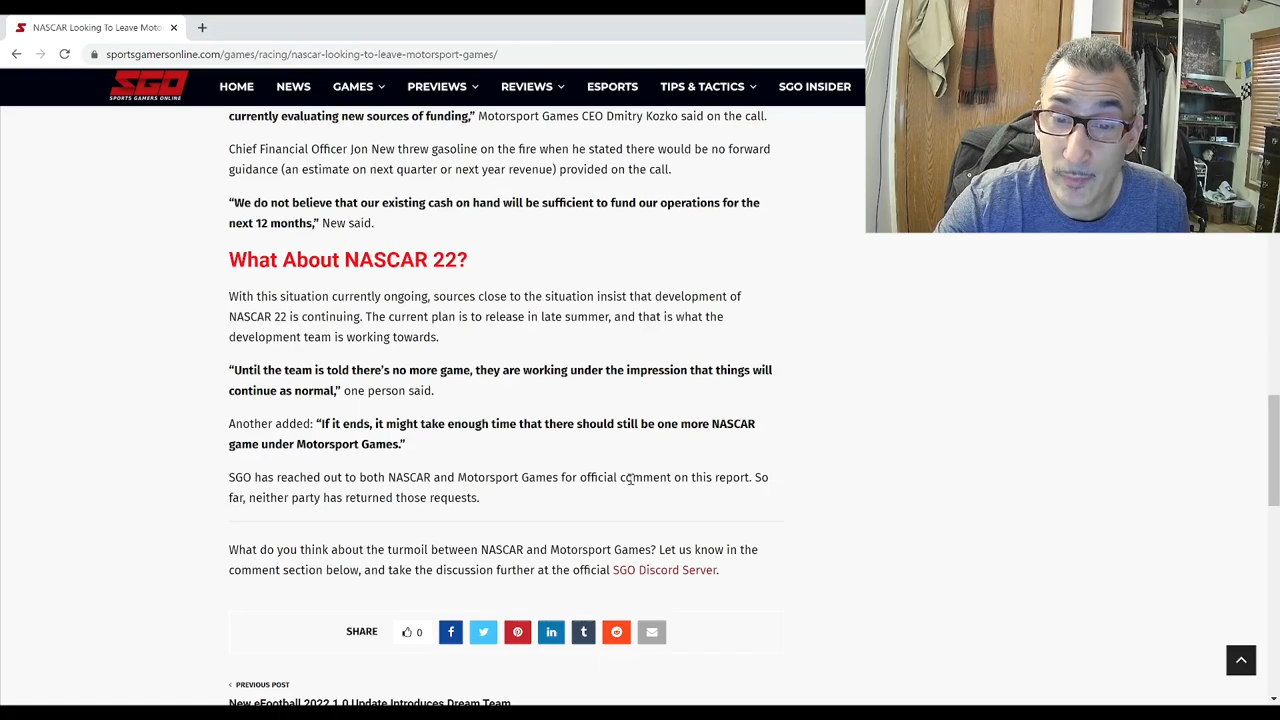 NASCAR Looking To Leave Moto
sportsgamersonline.com/games/racing/nascar-looking-to-leave-motorsport-games/
SGO
SPORTS GAMERS ONLINE
HOME NEWS GAMES PREVIEWS REVIEWS ESPORTS TIPS & TACTICS SGO INSIDER
currently evaluating new sources of funding,” Motorsport Games CEO Dmitry Kozko said on the call.
Chief Financial Officer Jon New threw gasoline on the fire when he stated there would be no forward
guidance (an estimate on next quarter or next year revenue) provided on the call.
“We do not believe that our existing cash on hand will be sufficient to fund our operations for the
next 12 months,” New said.
What About NASCAR 22?
With this situation currently ongoing, sources close to the situation insist that development of
NASCAR 22 is continuing. The current plan is to release in late summer, and that is what the
development team is working towards.
“Until the team is told there’s no more game, they are working under the impression that things will
continue as normal,” one person said.
Another added: “If it ends, it might take enough time that there should still be one more NASCAR
game under Motorsport Games.”
SGO has reached out to both NASCAR and Motorsport Games for official comment on this report. So
far, neither party has returned those requests.
What do you think about the turmoil between NASCAR and Motorsport Games? Let us know in the
comment section below, and take the discussion further at the official SGO Discord Server.
SHARE 0
PREVIOUS POST
New eFootball 2022 1.0 Update Introduces Dream Team